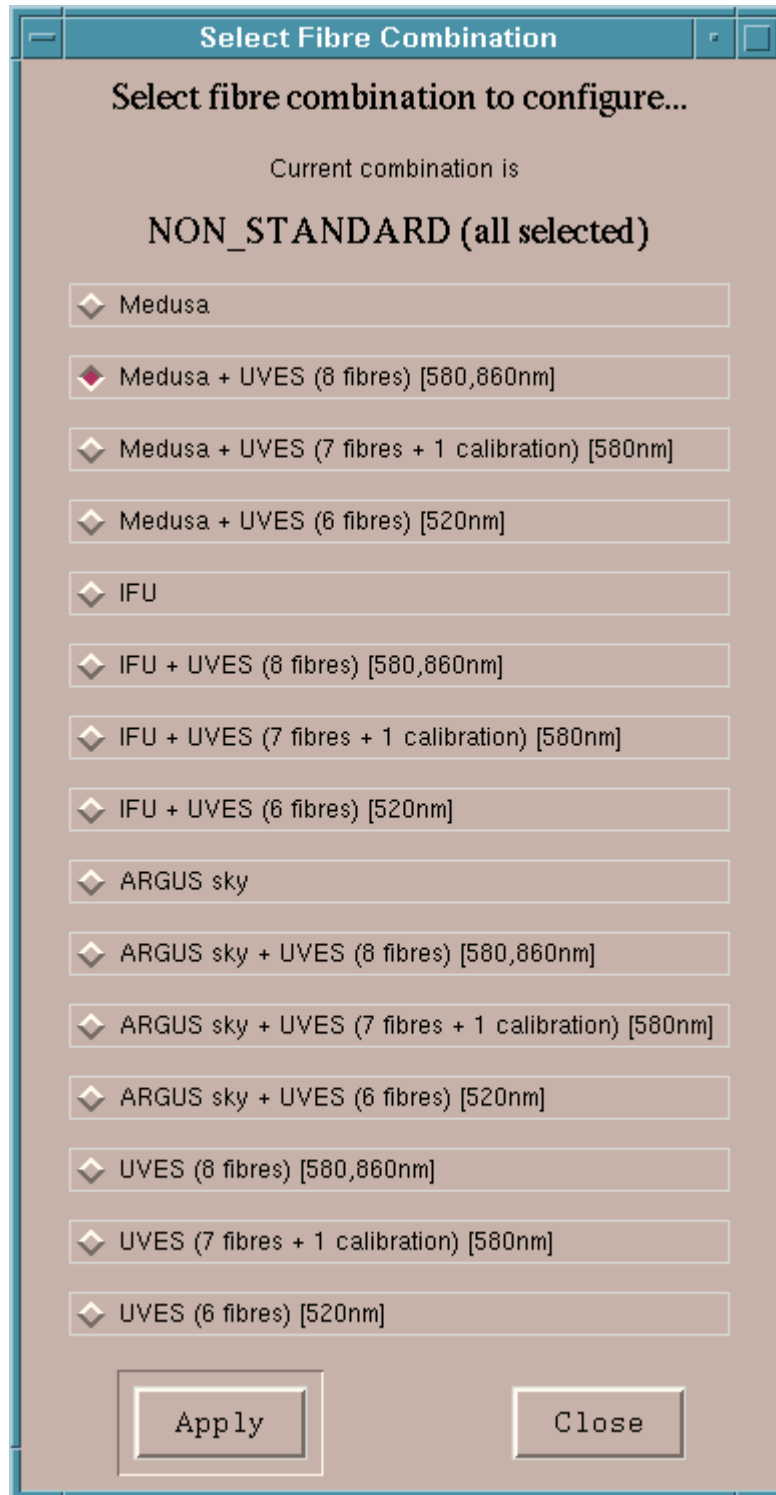 Select Fibre Combination
Select fibre combination to configure...
Current combination is
NON_STANDARD (all selected)
Medusa
Medusa + UVES (8 fibres) [580,860nm]
Medusa + UVES (7 fibres + 1 calibration) [580nm]
Medusa + UVES (6 fibres) [520nm]
IFU
IFU + UVES (8 fibres) [580,860nm]
IFU + UVES (7 fibres + 1 calibration) [580nm]
IFU + UVES (6 fibres) [520nm]
ARGUS sky
ARGUS sky + UVES (8 fibres) [580,860nm]
ARGUS sky + UVES (7 fibres + 1 calibration) [580nm]
ARGUS sky + UVES (6 fibres) [520nm]
UVES (8 fibres) [580,860nm]
UVES (7 fibres + 1 calibration) [580nm]
UVES (6 fibres) [520nm]
Apply Close